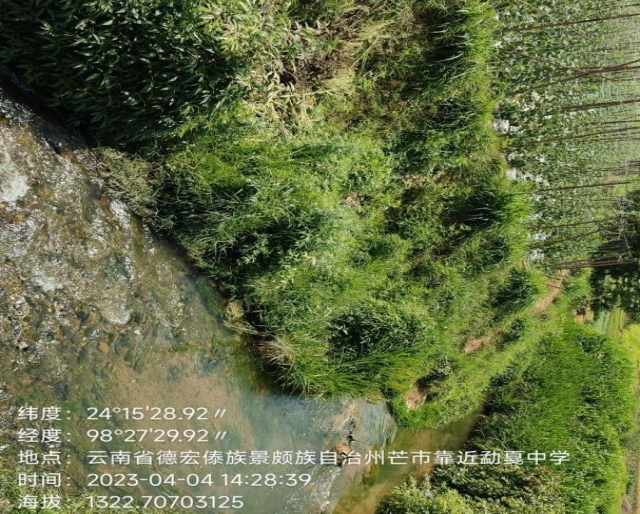 纬度： 24°15'28.92〃
经度： 98°27'29.92〃
地点： 云南省德宏傣族景颇族自治州芒市靠近勐戛中学
时间： 2023-04-04 14:28:39
海拔： 1322.70703125